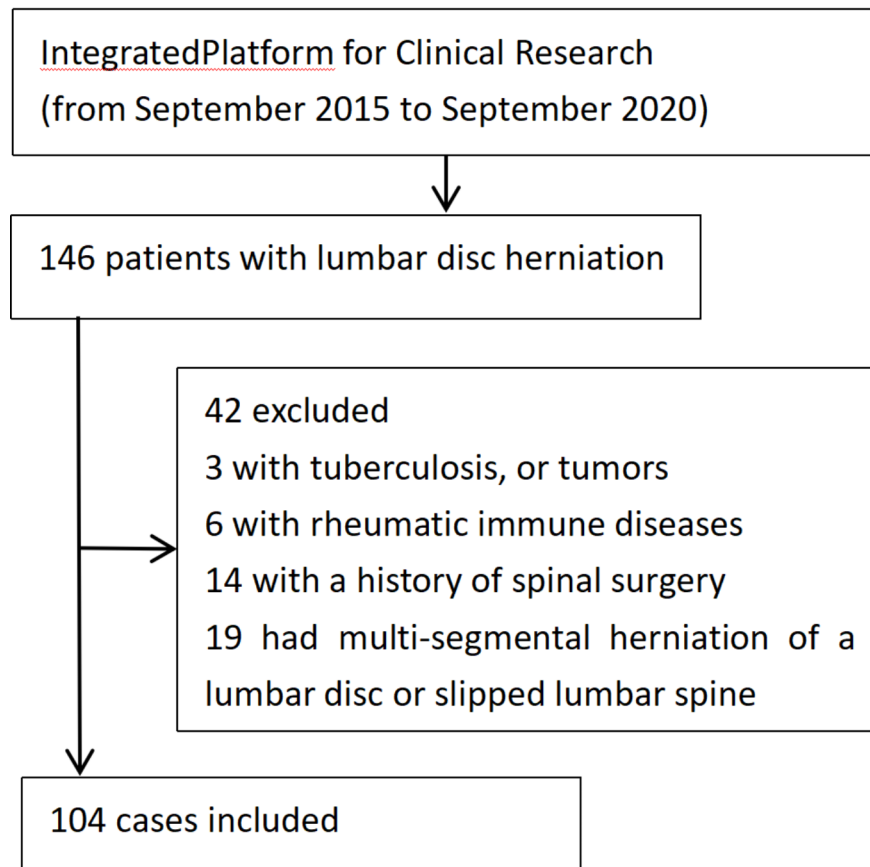 IntegratedPlatform for Clinical Research
(from September 2015 to September 2020)
146 patients with lumbar disc herniation
42 excluded
3 with tuberculosis, or tumors
6 with rheumatic immune diseases
14 with a history of spinal surgery
19 had multi-segmental herniation of a
lumbar disc or slipped lumbar spine
104 cases included